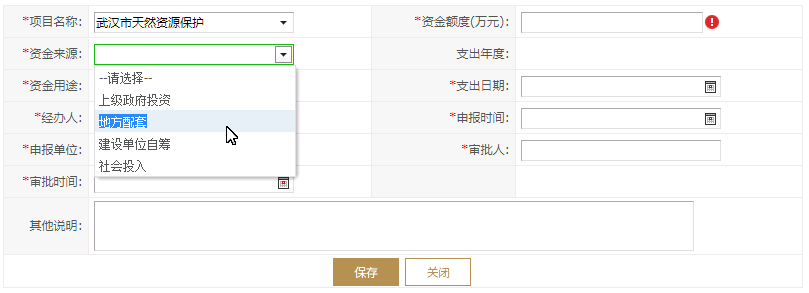 *项目名称: 武汉市天然资源保护 *资金额度(万元):
*资金来源: 支出年度:
--请选择--
*资金用途: *支出日期:
上级政府投资
地方配套
*经办人: *申报时间:
建设单位自筹
*申报单位: *审批人:
社会投入
*审批时间:
其他说明:
保存 关闭